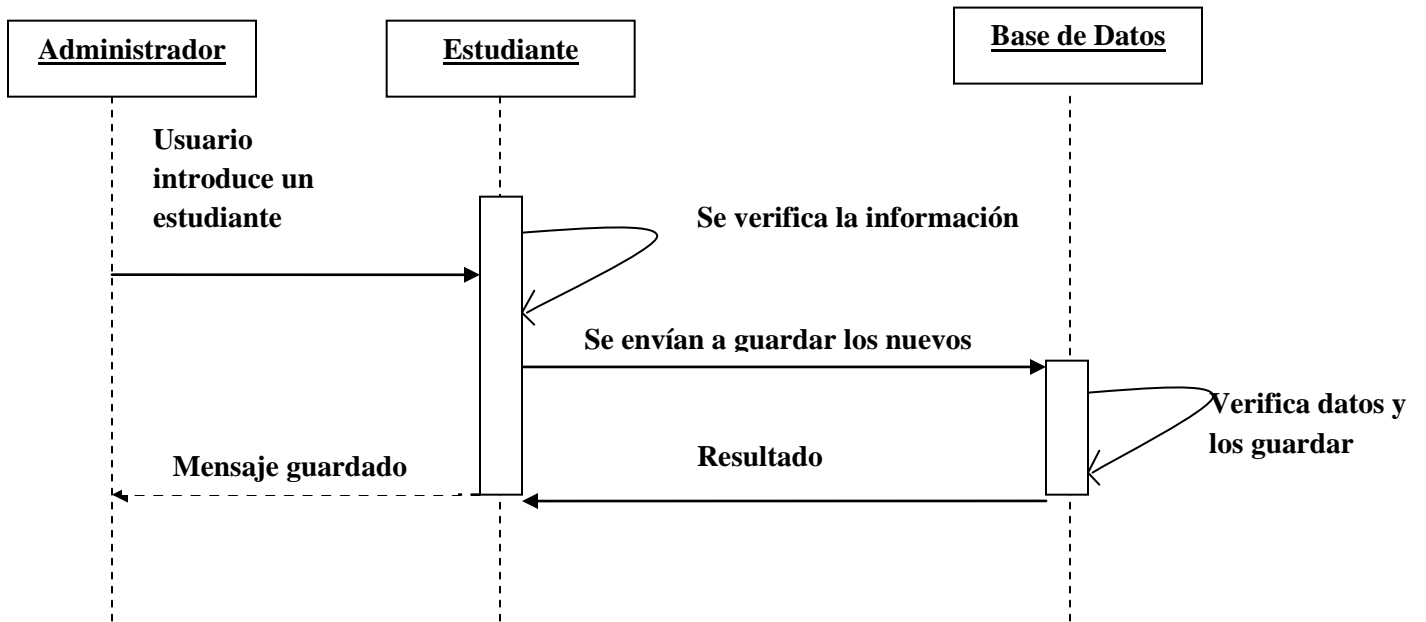 Administrador
Estudiante
Base de Datos
Usuario
introduce un
estudiante
Se verifica la información
Se envían a guardar los nuevos
Verifica datos y
los guardar
Mensaje guardado
Resultado